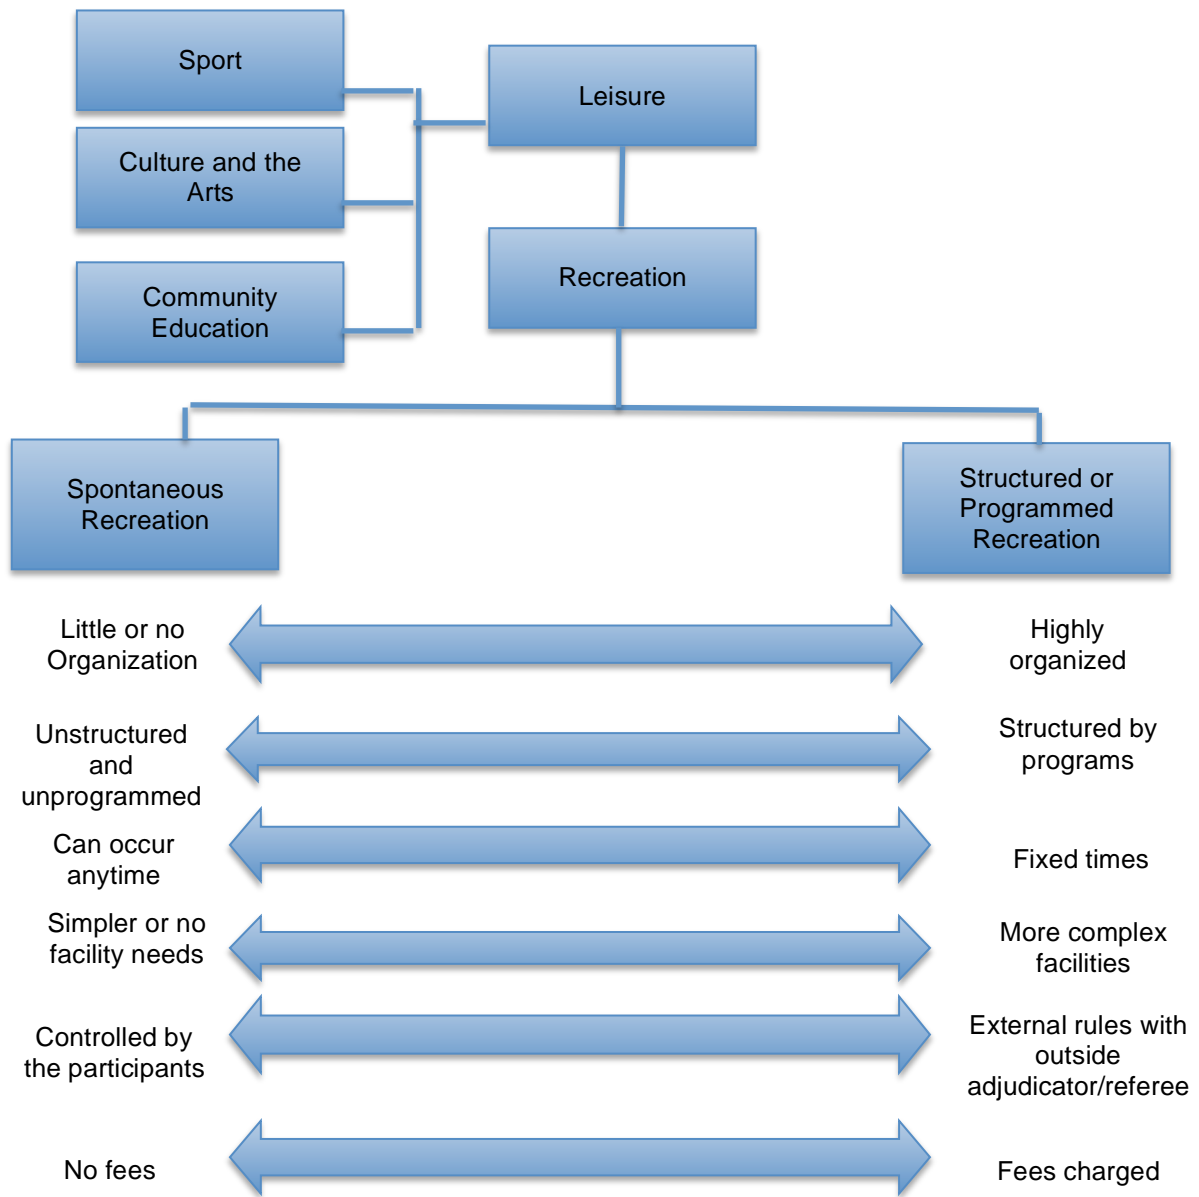 Sport
Leisure
Culture and the
Arts
Recreation
Community
Education
Spontaneous
Recreation
Structured or
Programmed
Recreation
Little or no
Organization
Highly
organized
Unstructured
and
unprogrammed
Structured by
programs
Can occur
anytime
Fixed times
Simpler or no
facility needs
More complex
facilities
Controlled by
the participants
External rules with
outside
adjudicator/referee
No fees
Fees charged